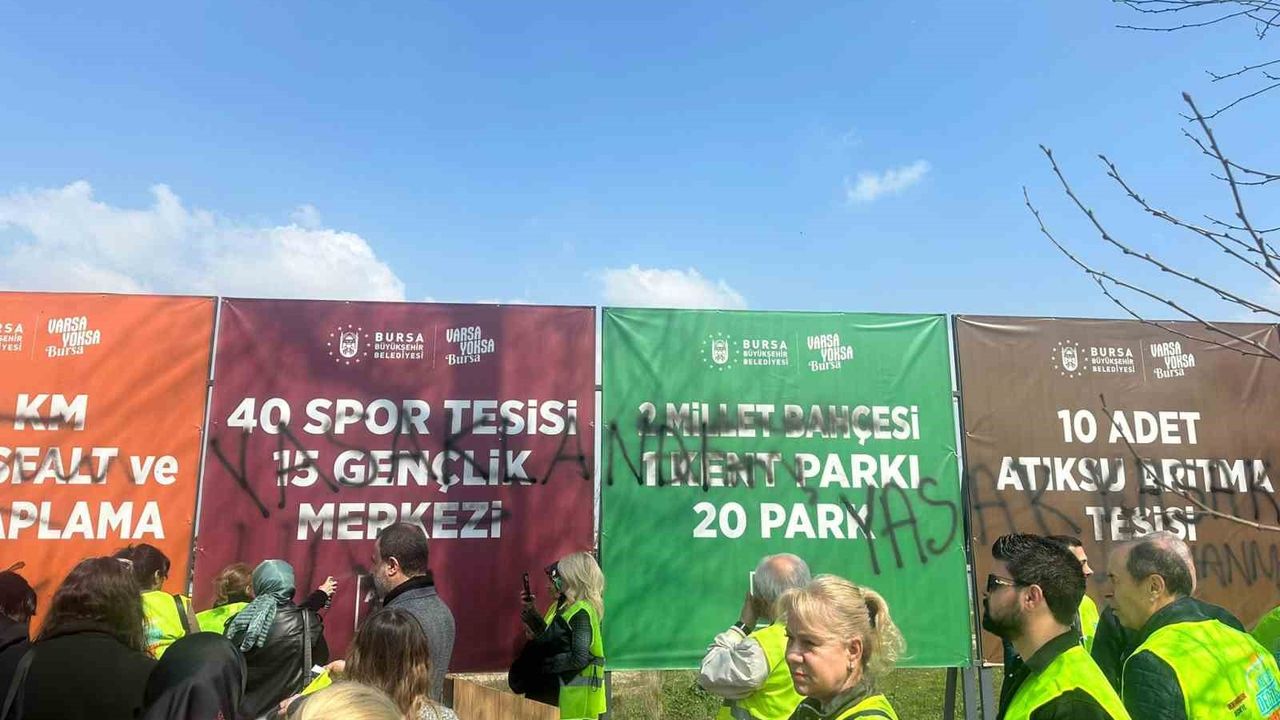 VARSA
YOKSA
Bursa
KM
ve
BURSA
BÜYÜKŞEHİR
BELEDİYESİ
VARSA
YOKSA
Bursa
40 SPOR TESİSİ
15 GENÇLİK
MERKEZİ
BURSA
BÜYÜKŞEHİR
BELEDİYESİ
VARSA
YOKSA
Bursa
2 MİLLET BAHÇESİ
1 KENT PARKI
20 PARK
YASAK
BURSA
BÜYÜKŞEHİR
BELEDİYESİ
VARSA
YOKSA
Bursa
10 ADET
ATIKSU ARITMA
TESİSİ
YASAK